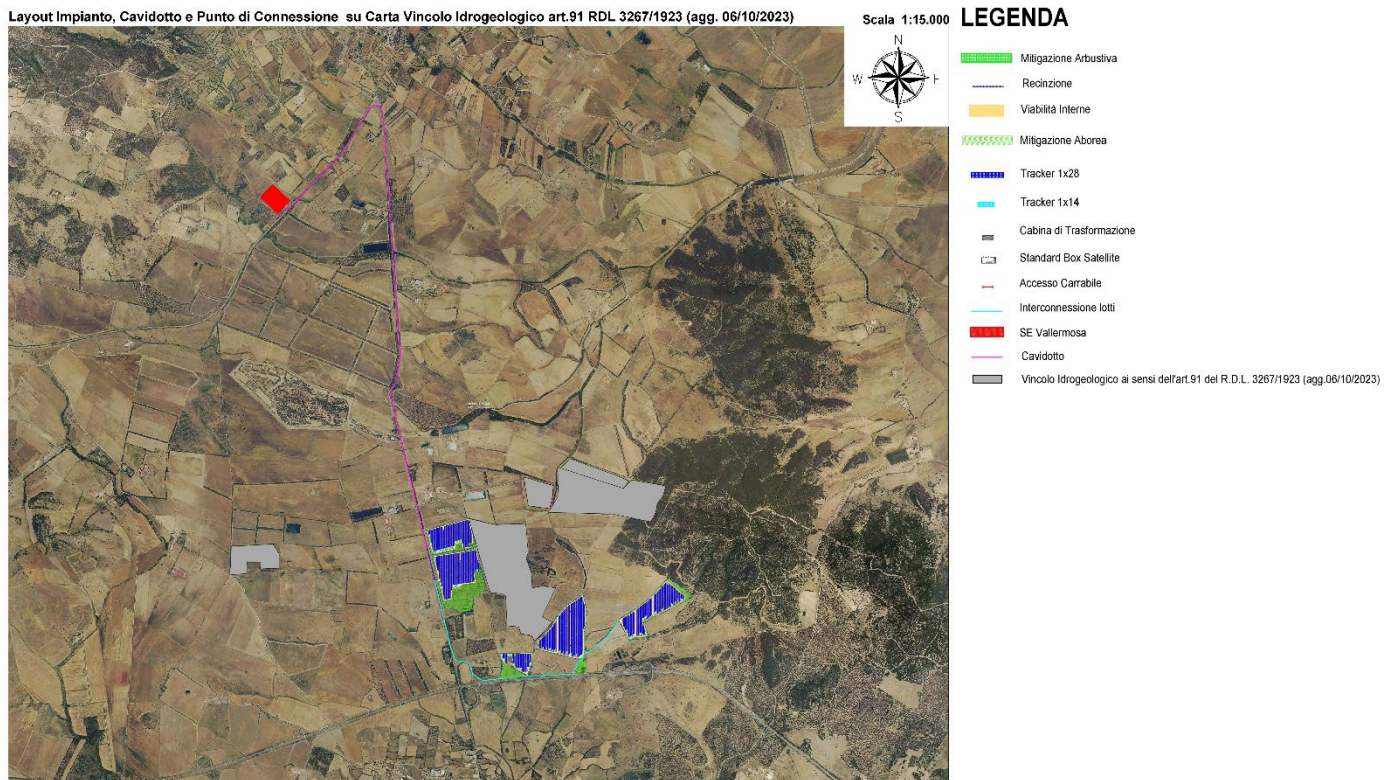 Layout Impianto, Cavidotto e Punto di Connessione su Carta Vincolo Idrogeologico art.91 RDL 3267/1923 (agg. 06/10/2023)
Scala 1:15.000
N
W
E
S
LEGENDA
Mitigazione Arbustiva
Recinzione
Viabilità Interne
Mitigazione Aborea
Tracker 1x28
Tracker 1x14
Cabina di Trasformazione
Standard Box Satellite
Accesso Carrabile
Interconnessione lotti
SE Vallermosa
Cavidotto
Vincolo Idrogeologico ai sensi dell'art.91 del R.D.L. 3267/1923 (agg.06/10/2023)